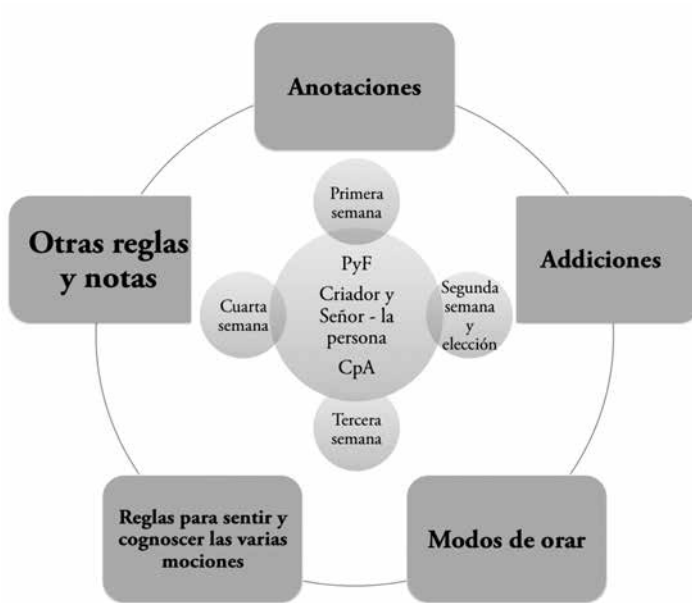 Anotaciones
Primera
semana
Otras reglas
y notas
Addiciones
PyF
Criador y
Señor - la
persona
CpA
Cuarta
semana
Segunda
semana
y
elección
Tercera
semana
Reglas para sentir y
cognoscer las varias
mociones
Modos de orar